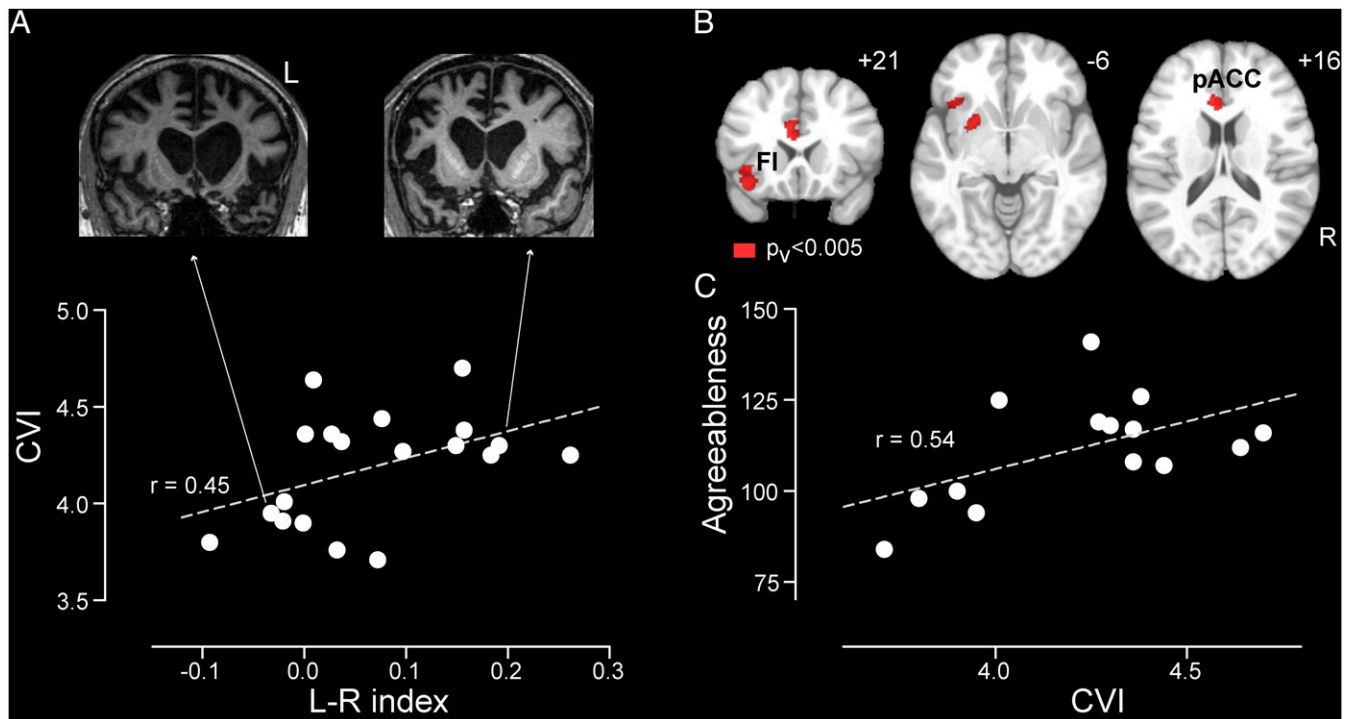 A
L
5.0
4.5
4.0
3.5
CVI
r = 0.45
-0.1 0.0 0.1 0.2 0.3
L-R index
B
+21 -6 +16
pACC
FI
R
pv<0.005
C
150
125
100
75
Agreeableness
r = 0.54
4.0 4.5
CVI